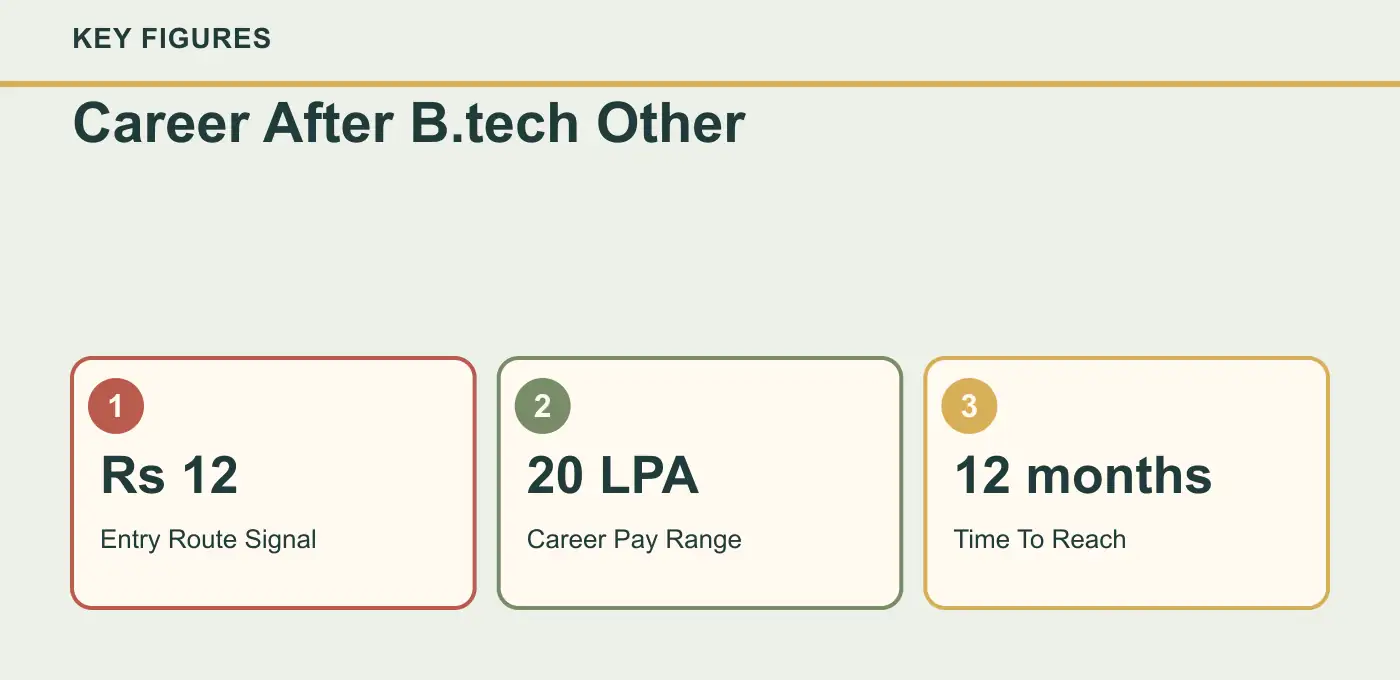 KEY FIGURES
Career After B.tech Other
1
Rs 12
Entry Route Signal
2
20 LPA
Career Pay Range
3
12 months
Time To Reach